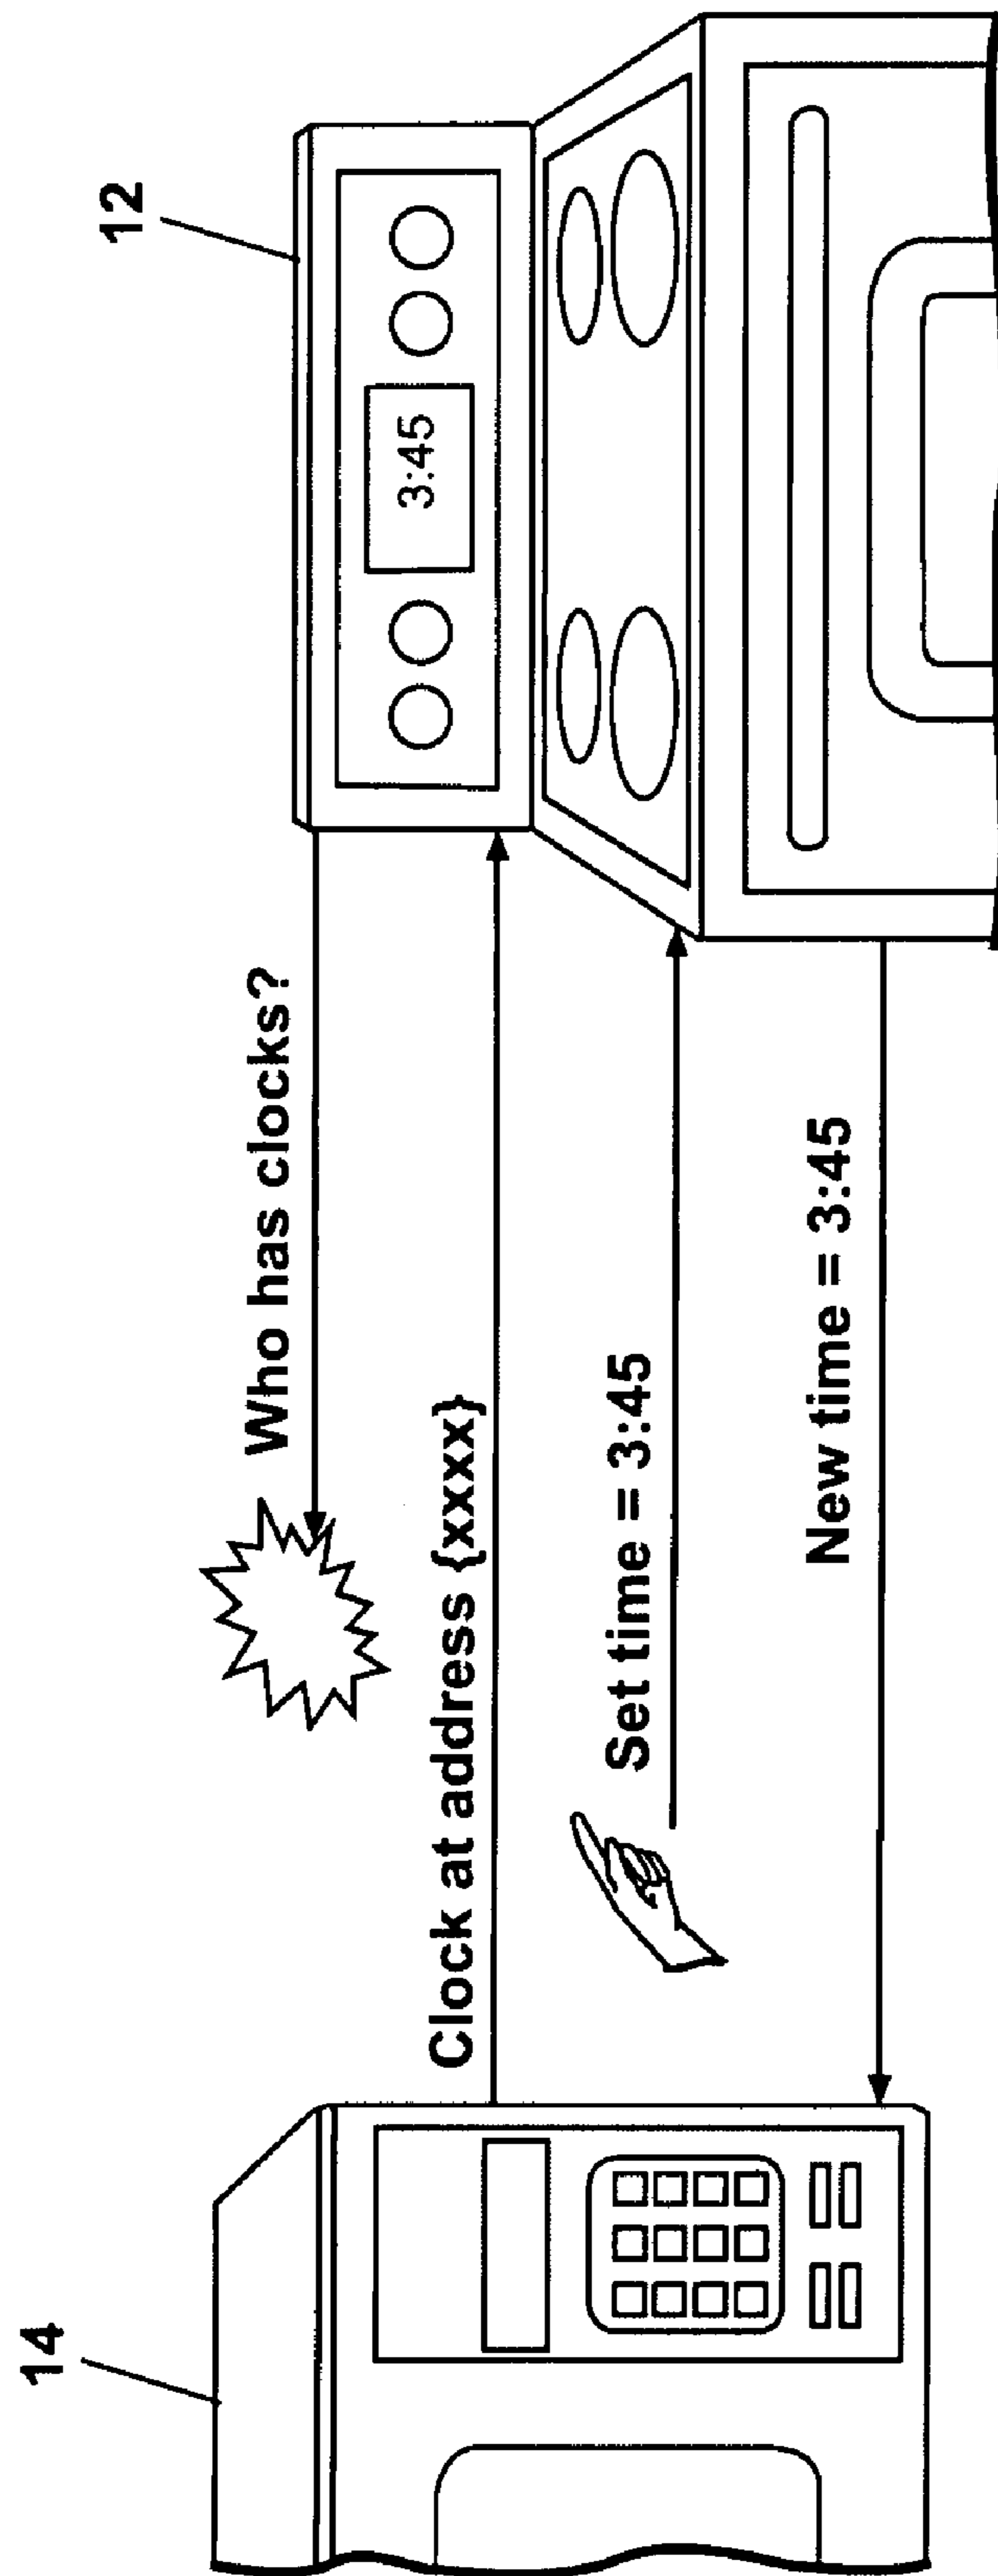 14
12
Who has clocks?
3:45
Clock at address {xxxx}
Set time = 3:45
New time = 3:45